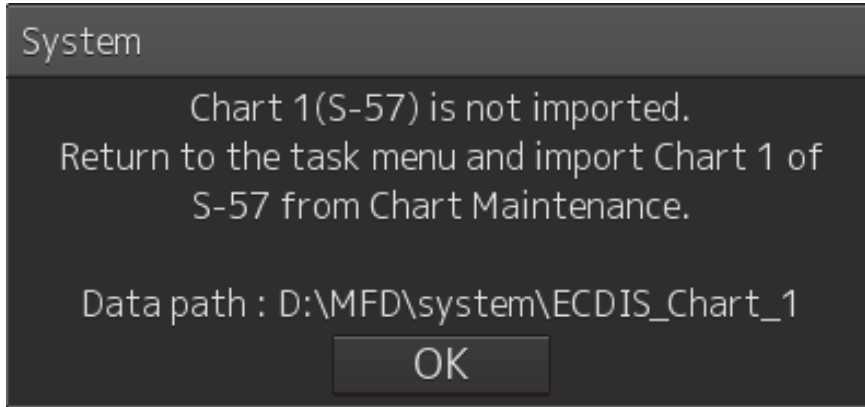 System
Chart 1(S-57) is not imported.
Return to the task menu and import Chart 1 of
S-57 from Chart Maintenance.
Data path : D:\MFD\system\ECDIS_Chart_1
OK